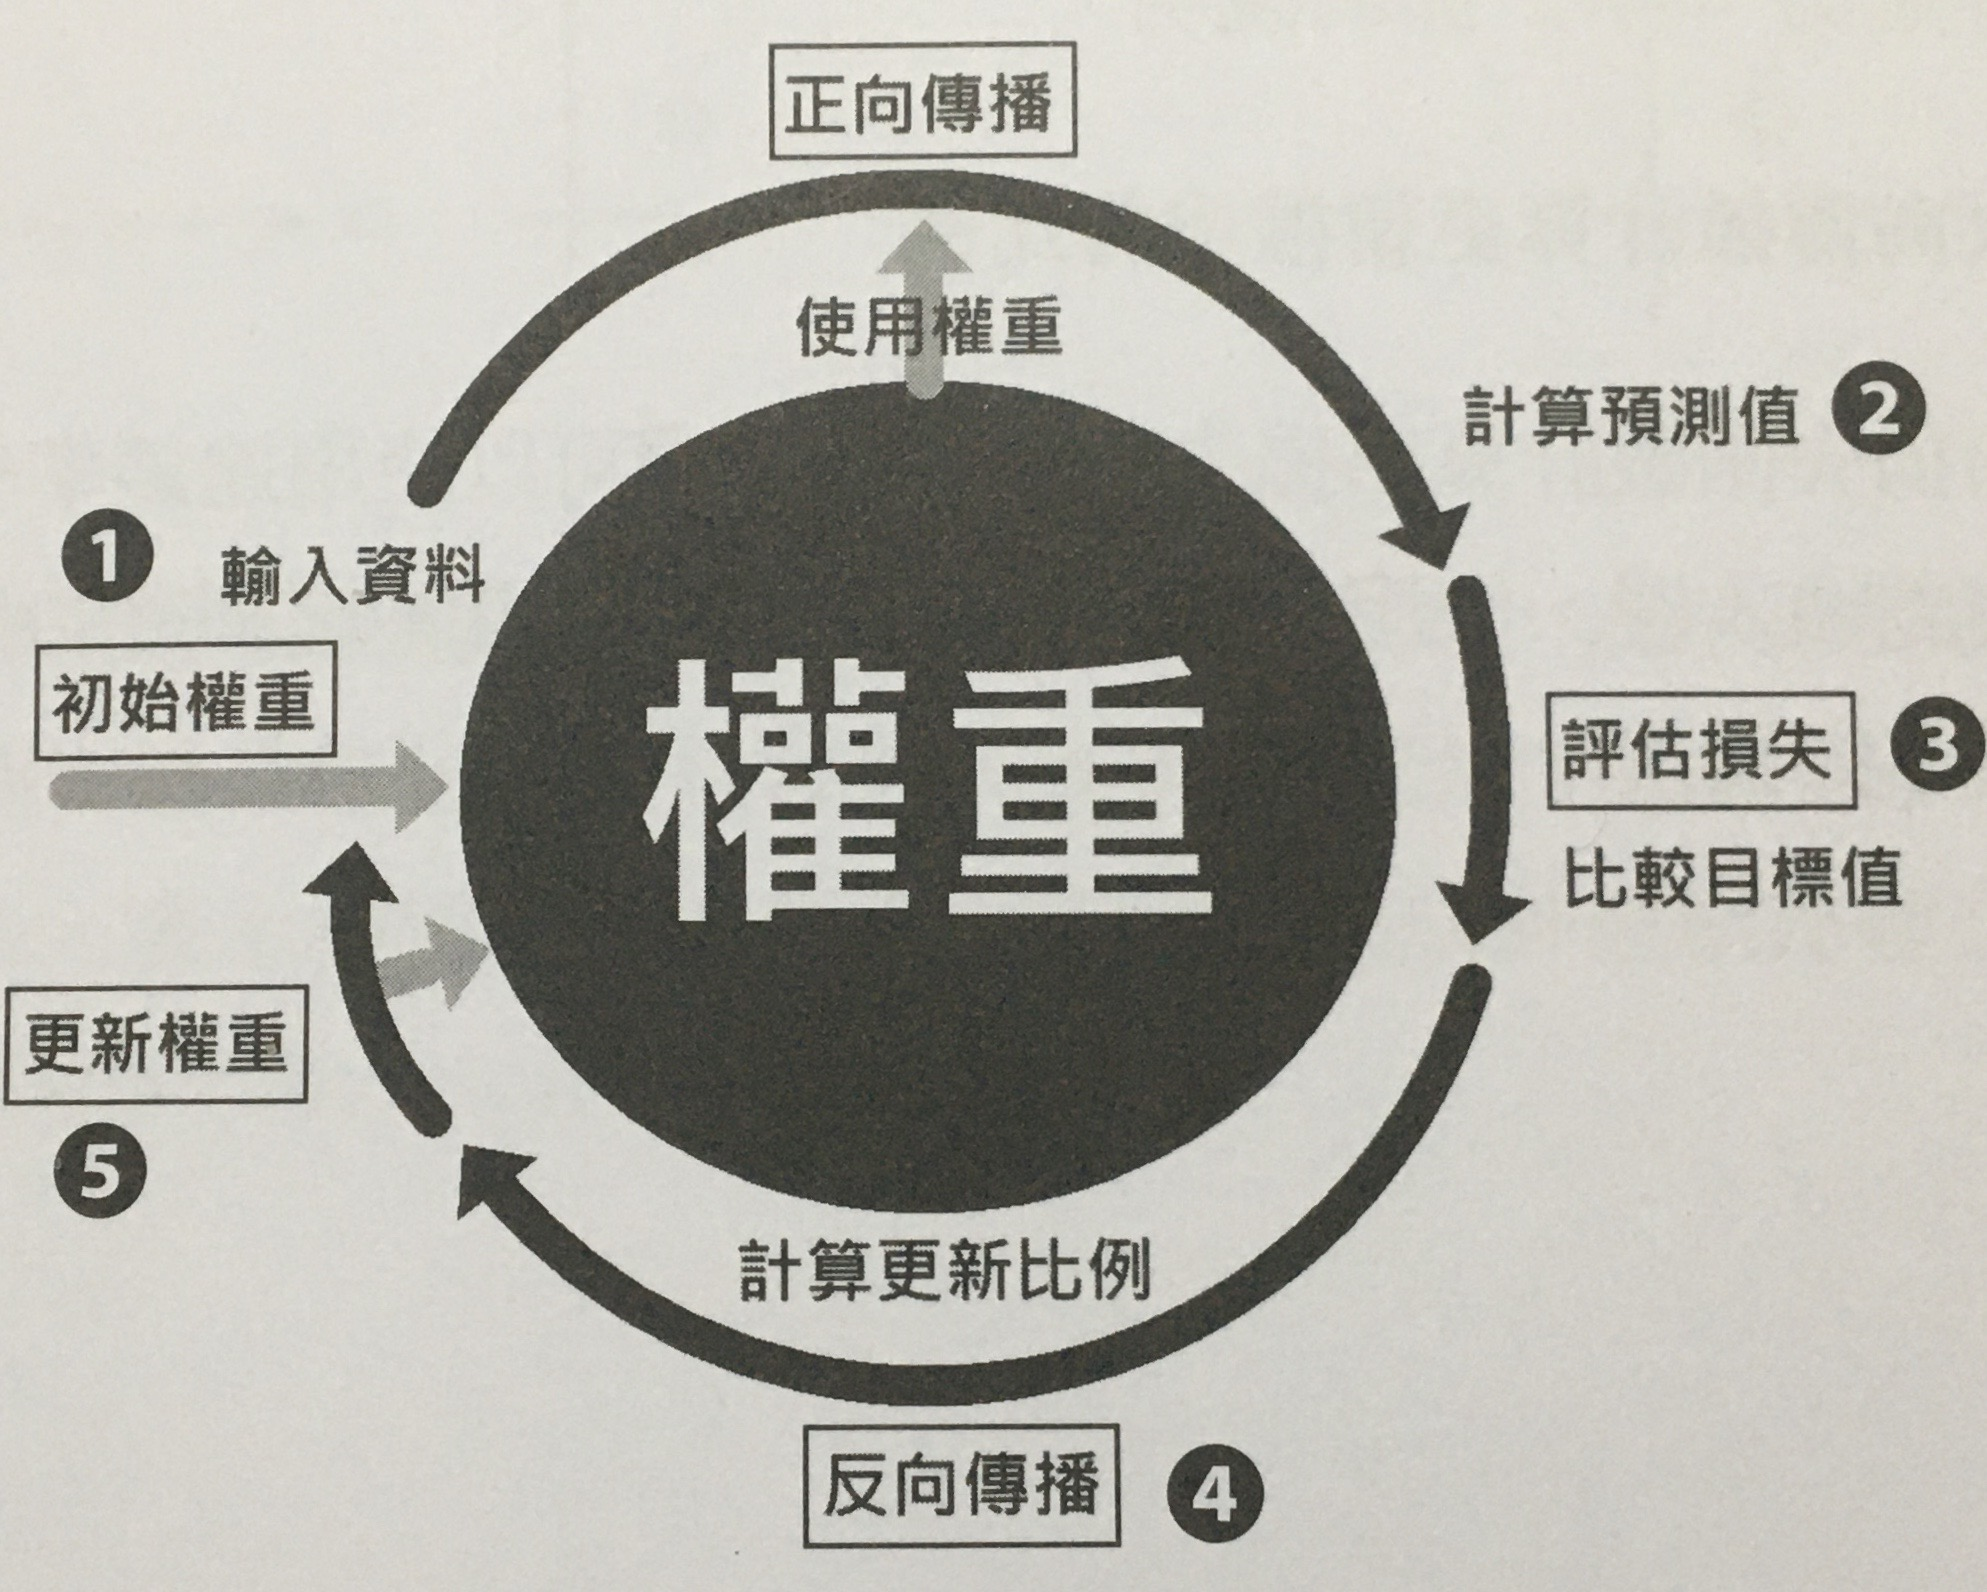 正向傳播
使用權重
計算預測值 2
1 輸入資料
初始權重
權重
評估損失 3
比較目標值
更新權重
5
計算更新比例
反向傳播 4